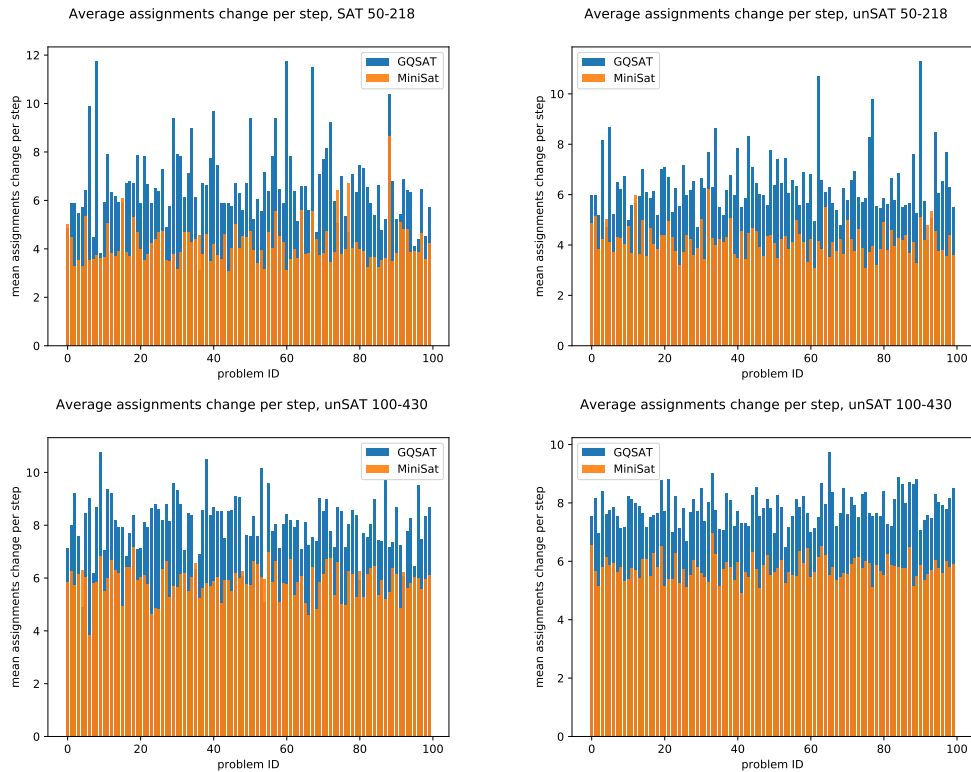 Average assignments change per step, SAT 50-218
12
10
8
6
4
2
0
mean assignments change per step
GQSAT
MiniSat
0 20 40 60 80 100
problem ID
Average assignments change per step, unSAT 50-218
10
8
6
4
2
0
mean assignments change per step
GQSAT
MiniSat
0 20 40 60 80 100
problem ID
Average assignments change per step, unSAT 100-430
10
8
6
4
2
0
mean assignments change per step
GQSAT
MiniSat
0 20 40 60 80 100
problem ID
Average assignments change per step, unSAT 100-430
10
8
6
4
2
0
mean assignments change per step
GQSAT
MiniSat
0 20 40 60 80 100
problem ID